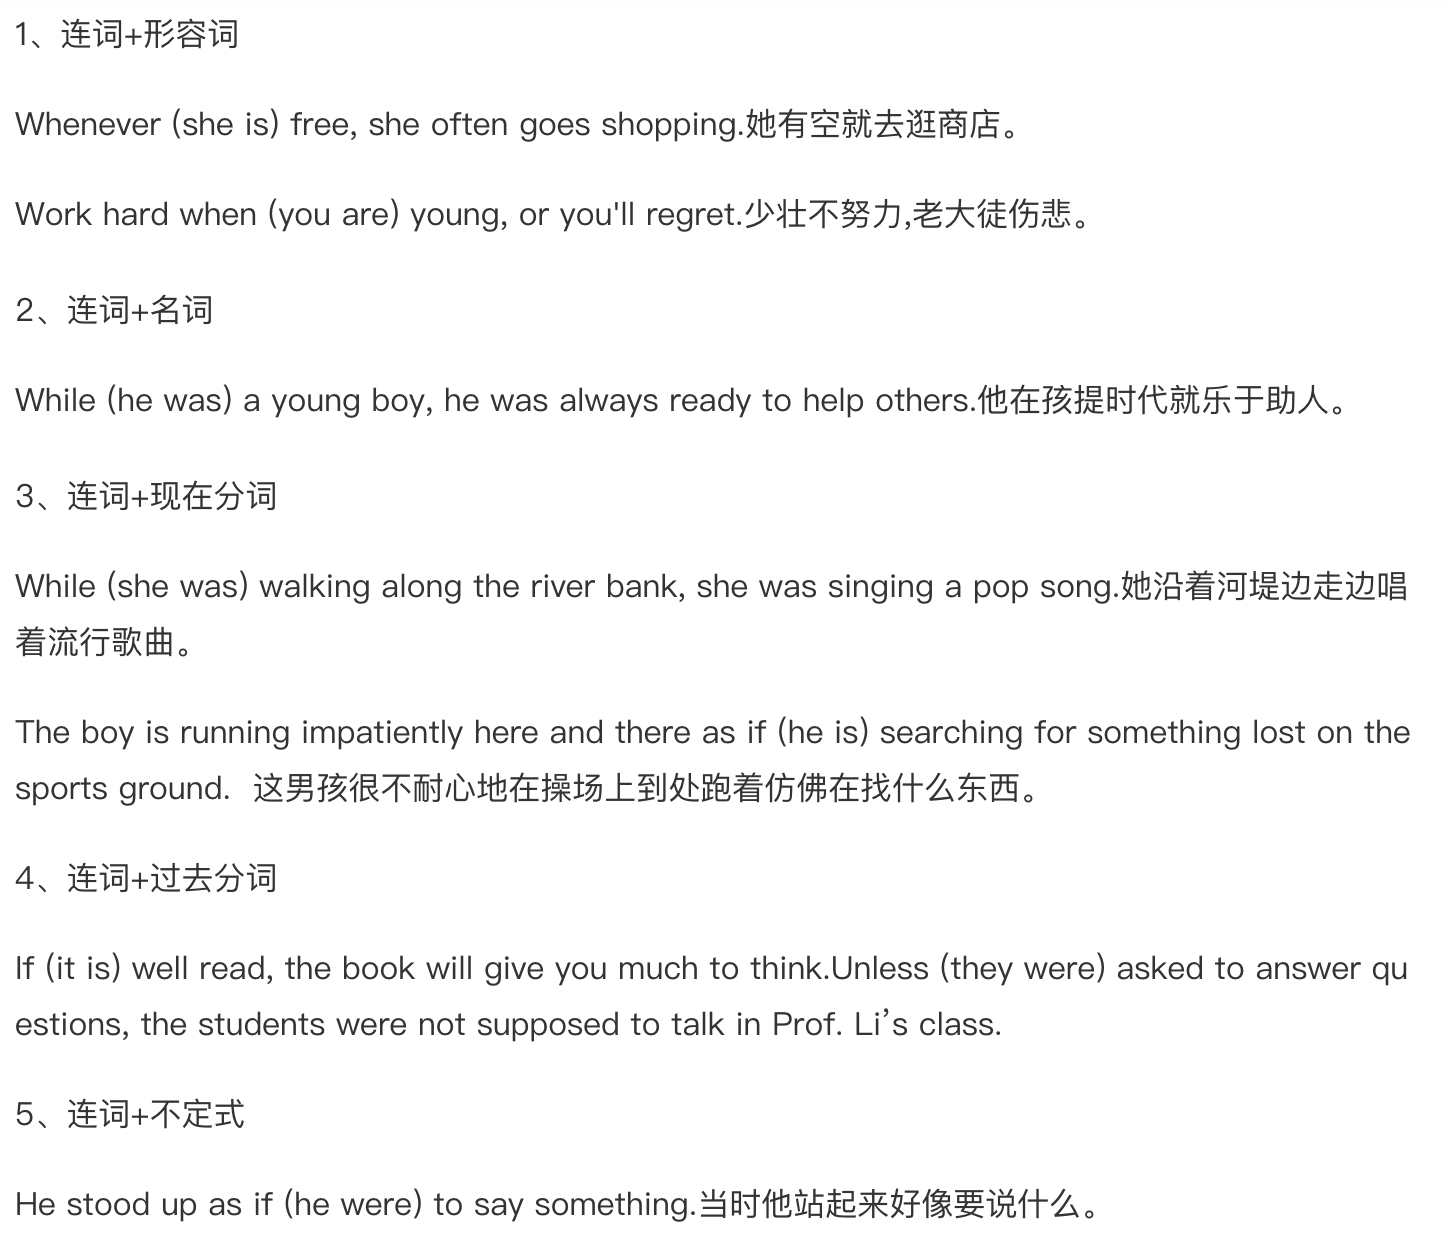 1、连词+形容词
Whenever (she is) free, she often goes shopping.她有空就去逛商店。
Work hard when (you are) young, or you'll regret.少壮不努力,老大徒伤悲。
2、连词+名词
While (he was) a young boy, he was always ready to help others.他在孩提时代就乐于助人。
3、连词+现在分词
While (she was) walking along the river bank, she was singing a pop song.她沿着河堤边走边唱
着流行歌曲。
The boy is running impatiently here and there as if (he is) searching for something lost on the
sports ground.  这男孩很不耐心地在操场上到处跑着仿佛在找什么东西。
4、连词+过去分词
If (it is) well read, the book will give you much to think.Unless (they were) asked to answer qu
estions, the students were not supposed to talk in Prof. Li’s class.
5、连词+不定式
He stood up as if (he were) to say something.当时他站起来好像要说什么。